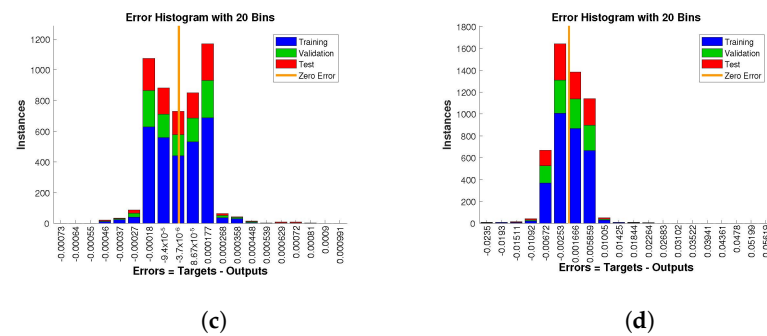 Error Histogram with 20 Bins
Instances
1200
1000
800
600
400
200
0
Training
Validation
Test
Zero Error
-0.00073
-0.00064
-0.00055
-0.00046
-0.00037
-0.00027
-0.00018
-9.4x10⁻⁵
-3.7x10⁻⁶
8.67x10⁻⁵
0.000177
0.000268
0.000358
0.000448
0.000539
0.000629
0.00072
0.00081
0.0009
0.000991
Errors = Targets - Outputs
(c)
Error Histogram with 20 Bins
Instances
1800
1600
1400
1200
1000
800
600
400
200
0
Training
Validation
Test
Zero Error
-0.0235
-0.0193
-0.01511
-0.01092
-0.00672
-0.00253
0.001666
0.005859
0.01005
0.01425
0.01844
0.02264
0.02683
0.03102
0.03522
0.03941
0.04361
0.0478
0.05199
0.05619
Errors = Targets - Outputs
(d)